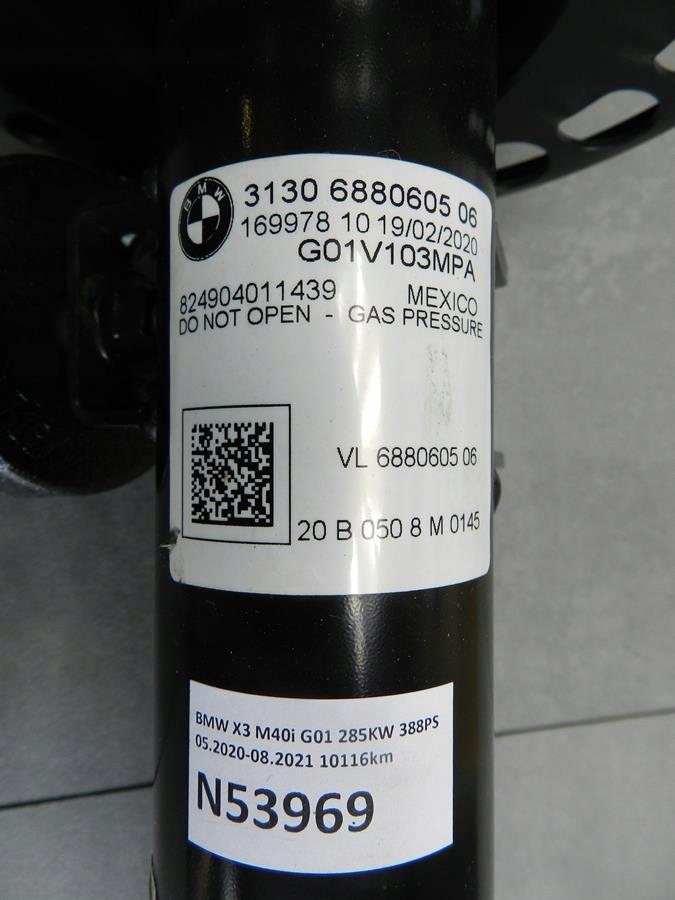 BMW
3130 6880605 06
169978 10 19/02/2020
G01V103MPA
824904011439 MEXICO
DO NOT OPEN - GAS PRESSURE
VL 6880605 06
20 B 050 8 M 0145
BMW X3 M40i G01 285KW 388PS
05.2020-08.2021 10116km
N53969